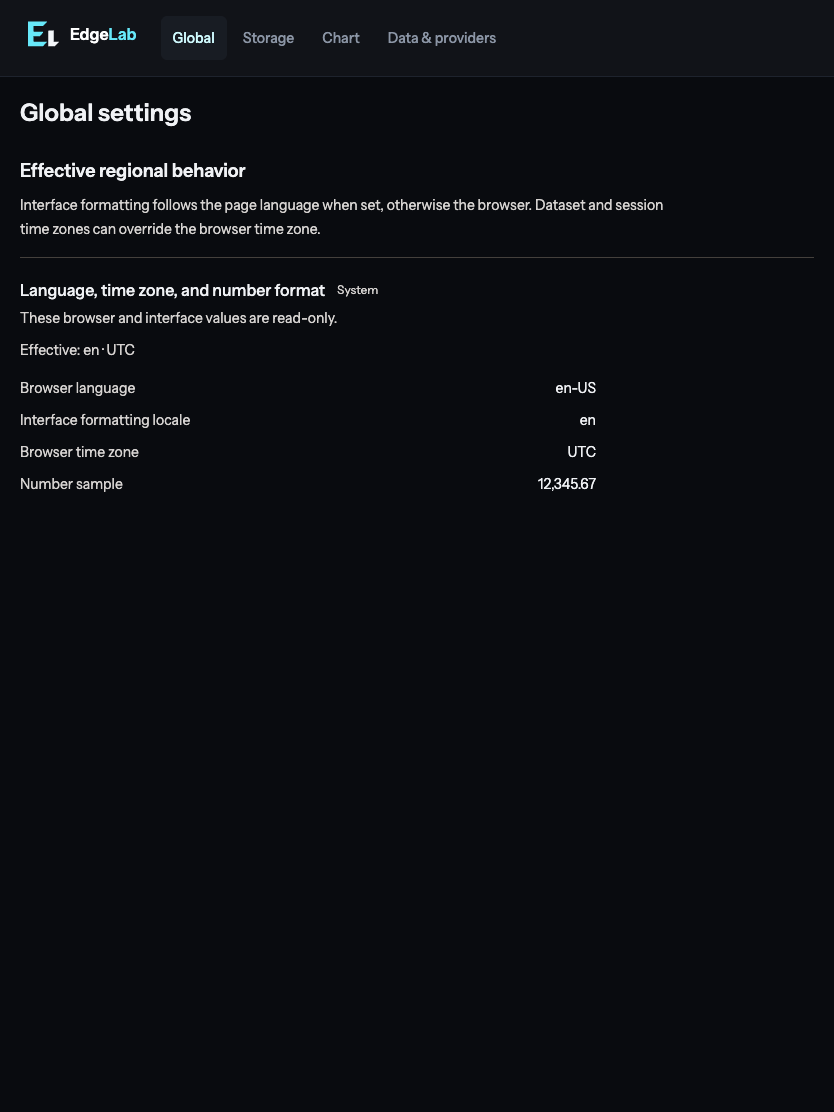 EL EdgeLab
Global
Storage
Chart
Data & providers
Global settings
Effective regional behavior
Interface formatting follows the page language when set, otherwise the browser. Dataset and session
time zones can override the browser time zone.
Language, time zone, and number format System
These browser and interface values are read-only.
Effective: en · UTC
Browser language en-US
Interface formatting locale en
Browser time zone UTC
Number sample 12,345.67